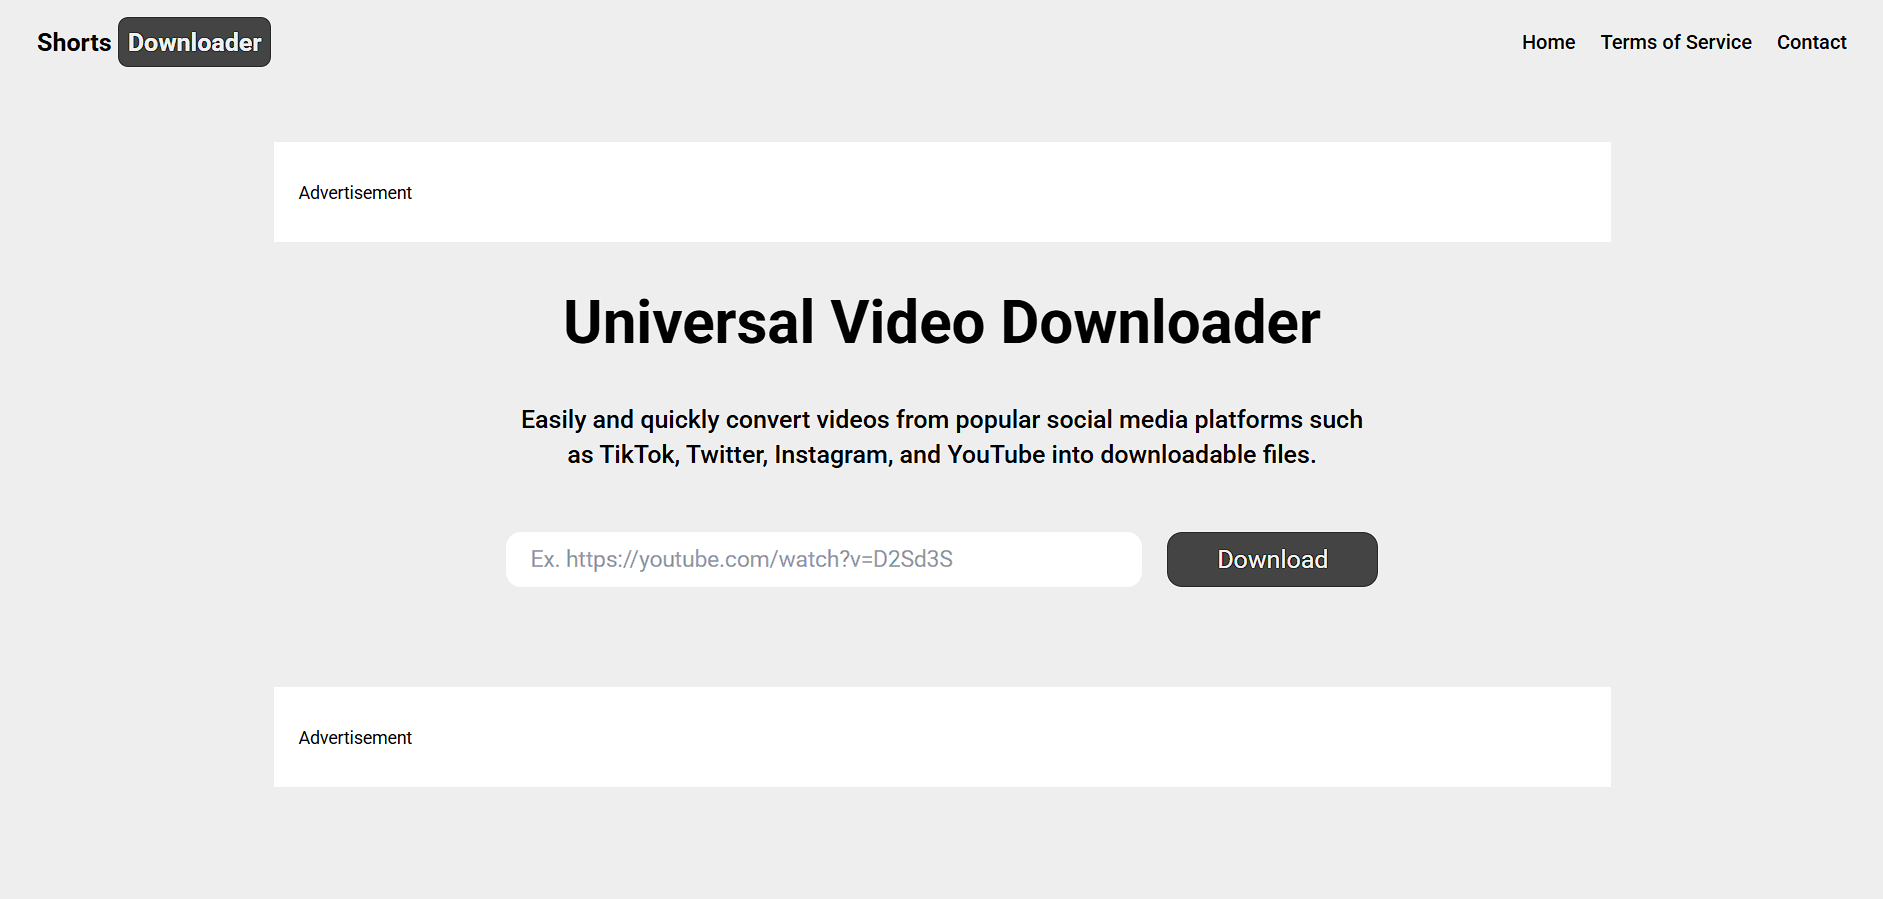 Shorts Downloader
Home Terms of Service Contact
Advertisement
Universal Video Downloader
Easily and quickly convert videos from popular social media platforms such
as TikTok, Twitter, Instagram, and YouTube into downloadable files.
Ex. https://youtube.com/watch?v=D2Sd3S
Download
Advertisement